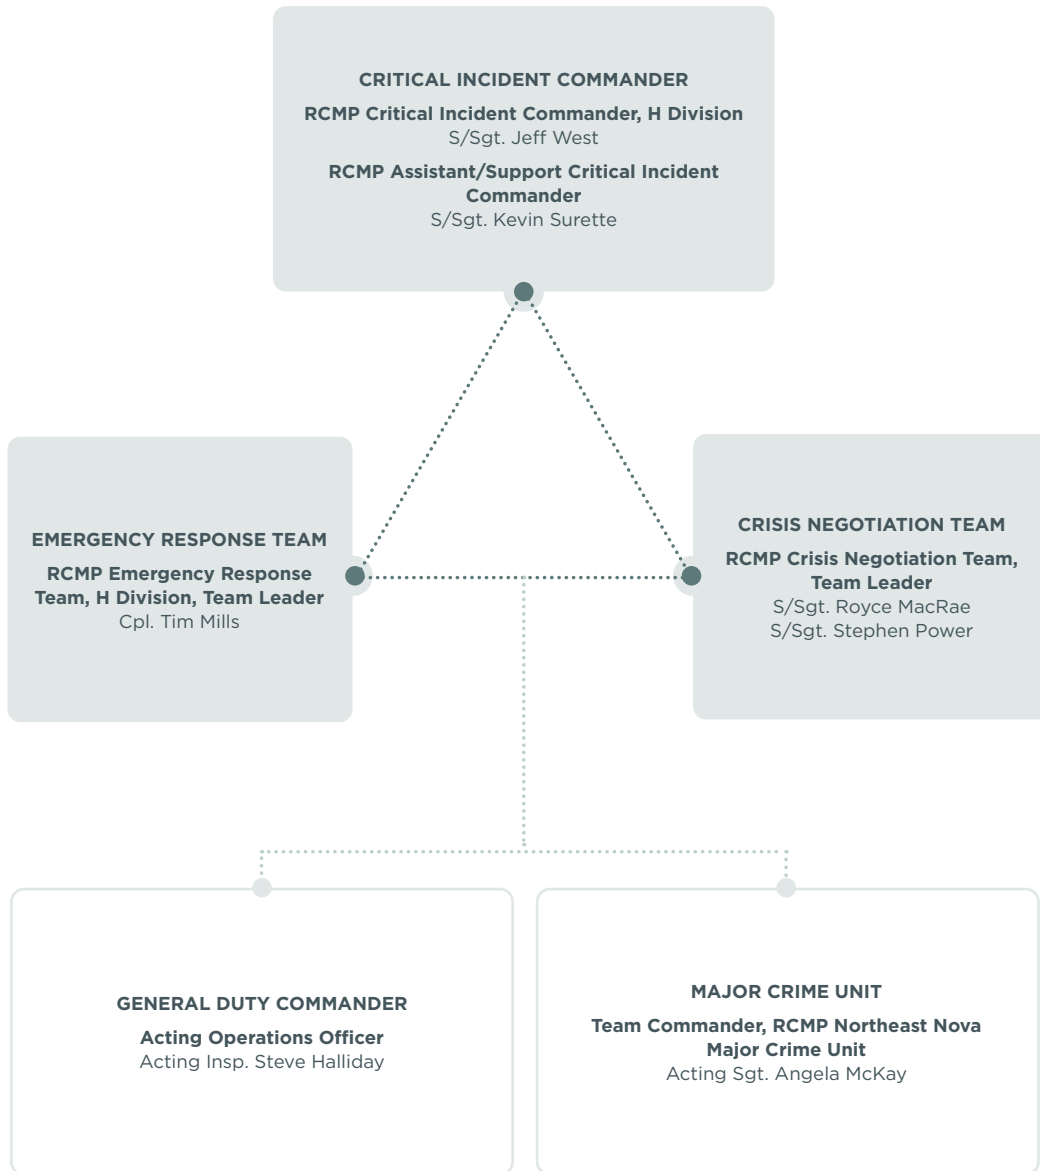 CRITICAL INCIDENT COMMANDER
RCMP Critical Incident Commander, H Division
S/Sgt. Jeff West
RCMP Assistant/Support Critical Incident
Commander
S/Sgt. Kevin Surette
EMERGENCY RESPONSE TEAM
RCMP Emergency Response
Team, H Division, Team Leader
Cpl. Tim Mills
CRISIS NEGOTIATION TEAM
RCMP Crisis Negotiation Team,
Team Leader
S/Sgt. Royce MacRae
S/Sgt. Stephen Power
GENERAL DUTY COMMANDER
Acting Operations Officer
Acting Insp. Steve Halliday
MAJOR CRIME UNIT
Team Commander, RCMP Northeast Nova
Major Crime Unit
Acting Sgt. Angela McKay